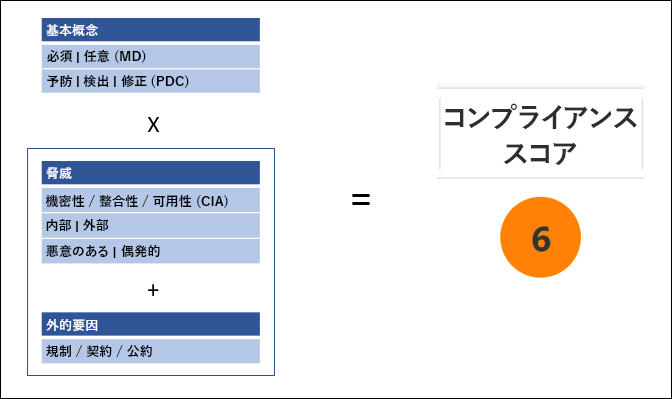 基本概念
必須 | 任意 (MD)
予防 | 検出 | 修正 (PDC)
X
脅威
機密性 / 整合性 / 可用性 (CIA)
内部 | 外部
悪意のある | 偶発的
+
外的要因
規制 / 契約 / 公約
=
コンプライアンス
スコア
6